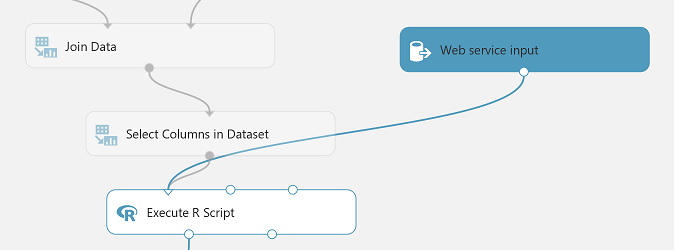 Join Data
Web service input
Select Columns in Dataset
R Execute R Script